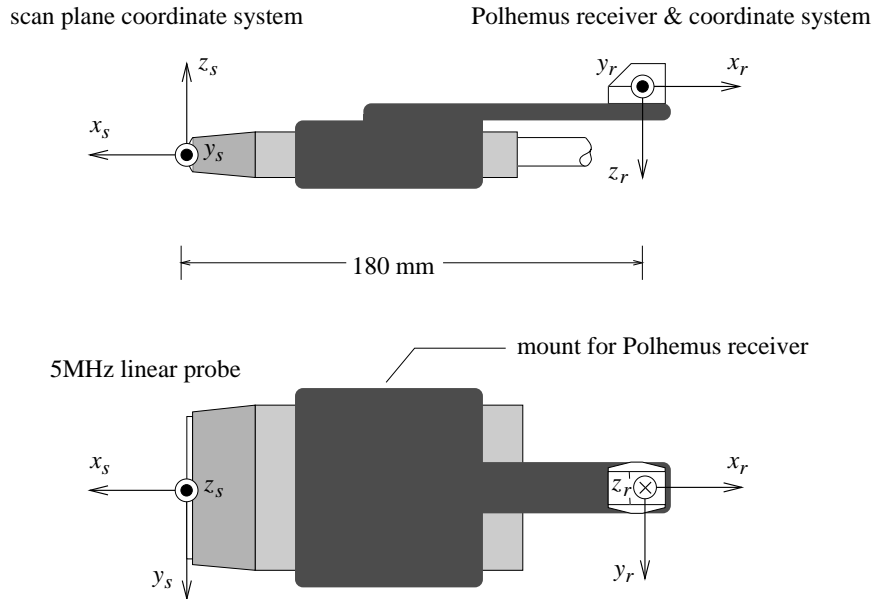 scan plane coordinate system
Polhemus receiver & coordinate system
z_s
y_r
x_r
x_s
y_s
z_r
180 mm
mount for Polhemus receiver
5MHz linear probe
x_s
z_s
z_r
x_r
y_s
y_r